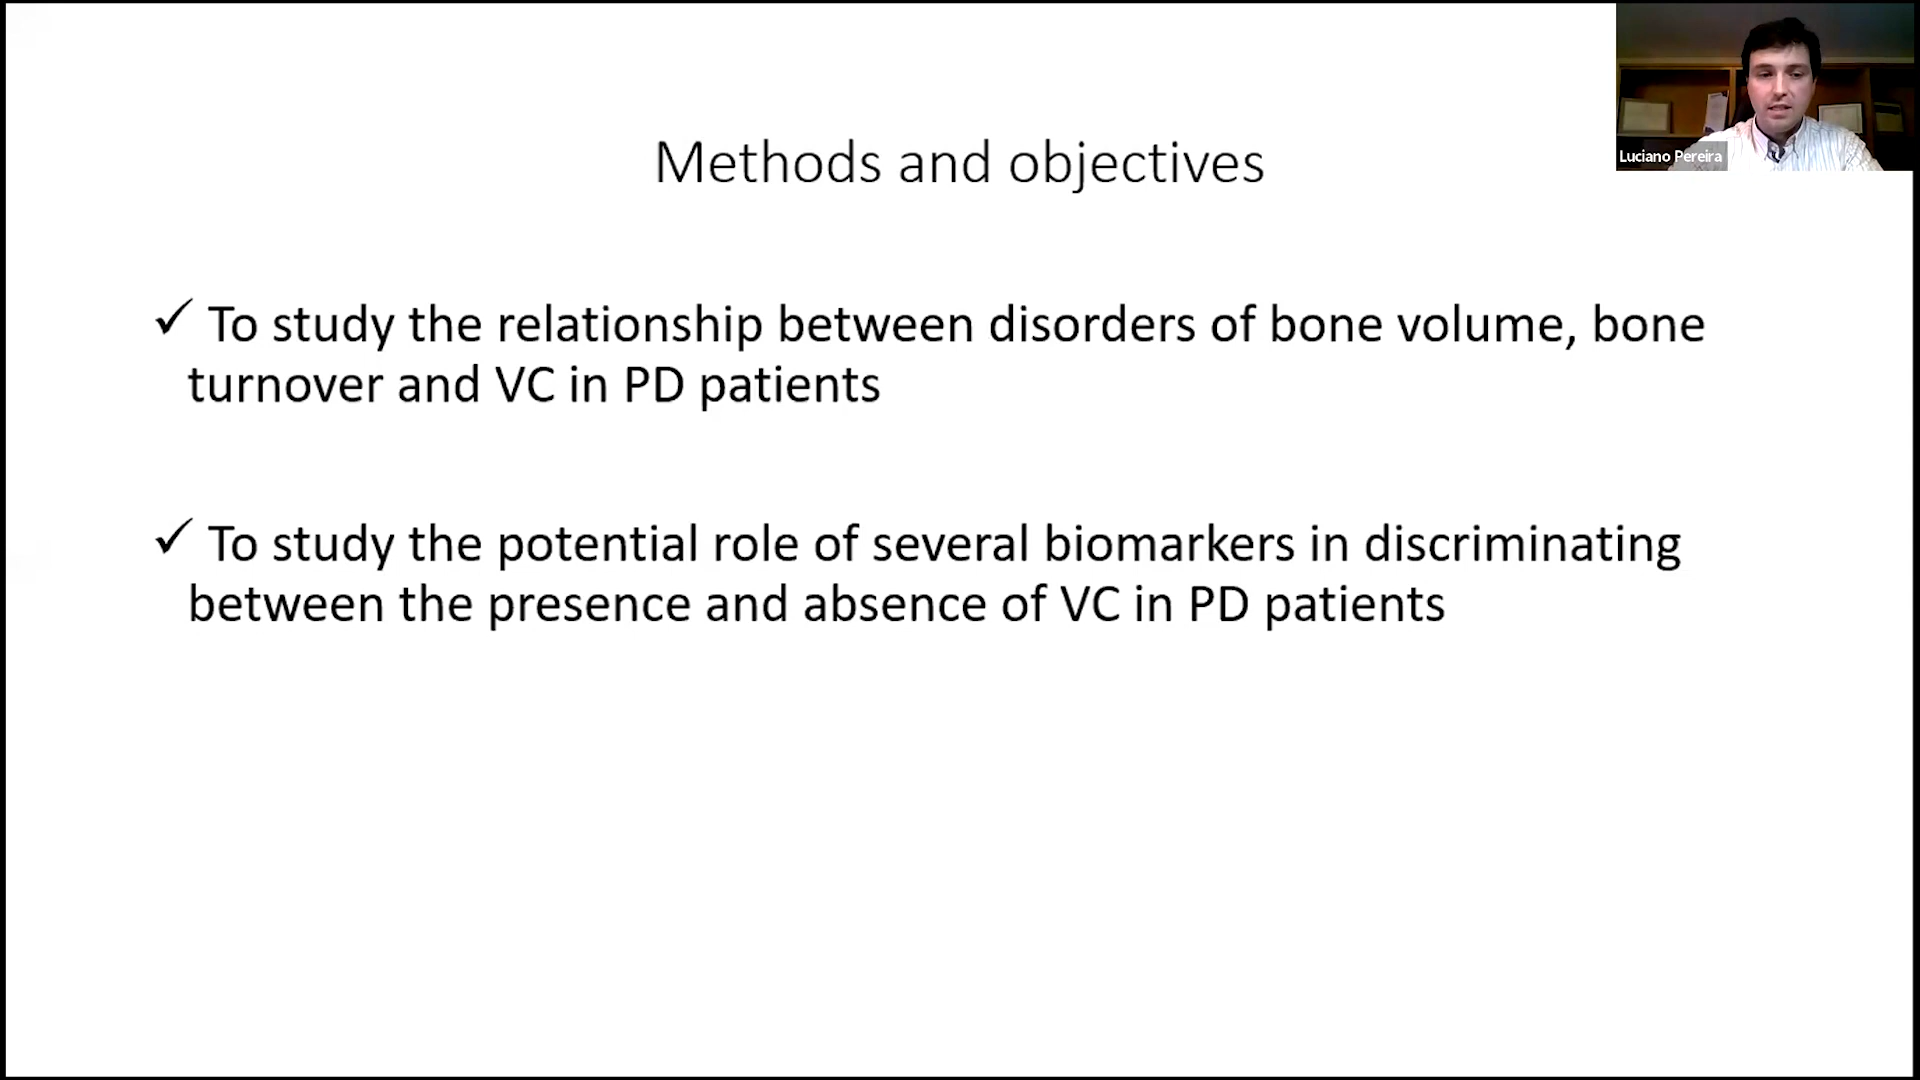 Methods and objectives
Luciano Pereira
✓ To study the relationship between disorders of bone volume, bone
turnover and VC in PD patients
✓ To study the potential role of several biomarkers in discriminating
between the presence and absence of VC in PD patients